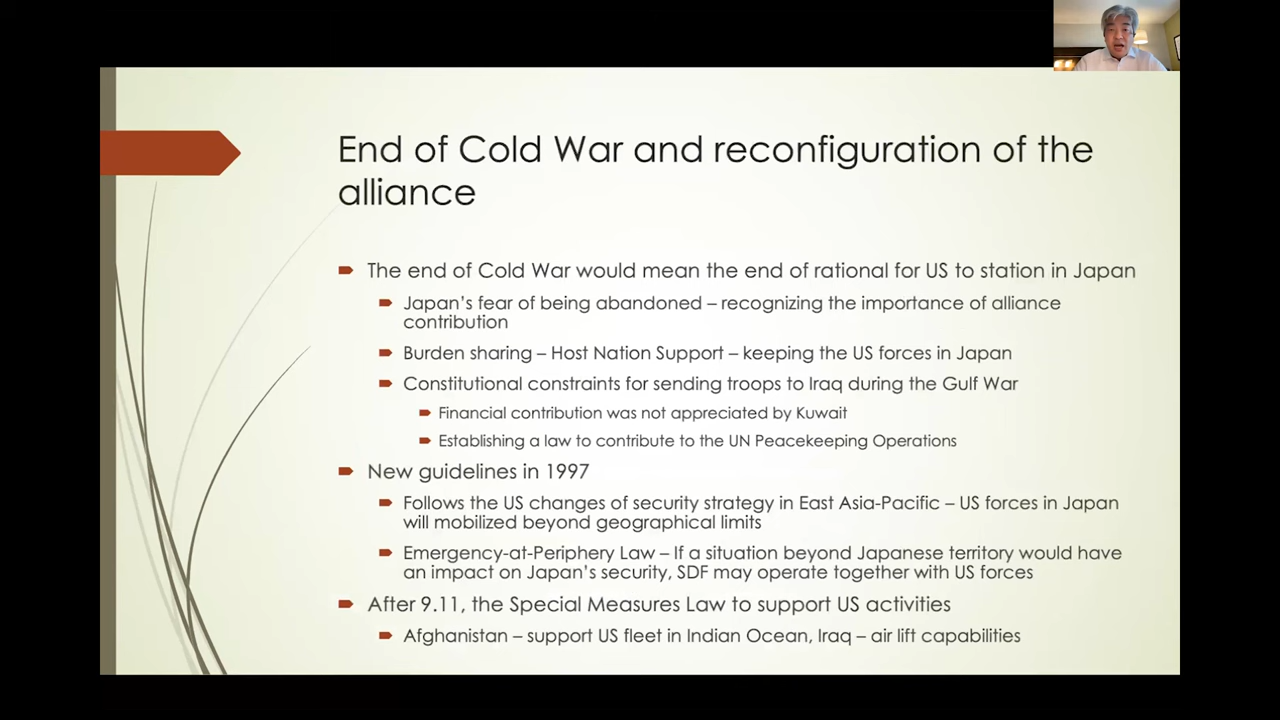 End of Cold War and reconfiguration of the
alliance
The end of Cold War would mean the end of rational for US to station in Japan
Japan's fear of being abandoned – recognizing the importance of alliance
contribution
Burden sharing – Host Nation Support – keeping the US forces in Japan
Constitutional constraints for sending troops to Iraq during the Gulf War
Financial contribution was not appreciated by Kuwait
Establishing a law to contribute to the UN Peacekeeping Operations
New guidelines in 1997
Follows the US changes of security strategy in East Asia-Pacific – US forces in Japan
will mobilized beyond geographical limits
Emergency-at-Periphery Law – If a situation beyond Japanese territory would have
an impact on Japan's security, SDF may operate together with US forces
After 9.11, the Special Measures Law to support US activities
Afghanistan – support US fleet in Indian Ocean, Iraq – air lift capabilities